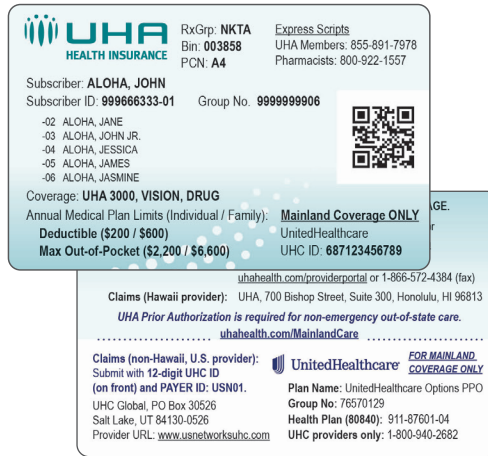 UHA
HEALTH INSURANCE
RxGrp: NKTA
Bin: 003858
PCN: A4
Express Scripts
UHA Members: 855-891-7978
Pharmacists: 800-922-1557
Subscriber: ALOHA, JOHN
Subscriber ID: 999666333-01 Group No. 9999999906
-02 ALOHA, JANE
-03 ALOHA, JOHN JR.
-04 ALOHA, JESSICA
-05 ALOHA, JAMES
-06 ALOHA, JASMINE
Coverage: UHA 3000, VISION, DRUG
Annual Medical Plan Limits (Individual / Family):
Deductible ($200 / $600)
Max Out-of-Pocket ($2,200 / $6,600)
Mainland Coverage ONLY
UnitedHealthcare
UHC ID: 687123456789
uhahealth.com/providerportal or 1-866-572-4384 (fax)
Claims (Hawaii provider): UHA, 700 Bishop Street, Suite 300, Honolulu, HI 96813
UHA Prior Authorization is required for non-emergency out-of-state care.
uhahealth.com/MainlandCare
Claims (non-Hawaii, U.S. provider):
Submit with 12-digit UHC ID
(on front) and PAYER ID: USN01.
UHC Global, PO Box 30526
Salt Lake, UT 84130-0526
Provider URL: www.usnetworksuhc.com
UnitedHealthcare
FOR MAINLAND
COVERAGE ONLY
Plan Name: UnitedHealthcare Options PPO
Group No: 76570129
Health Plan (80840): 911-87601-04
UHC providers only: 1-800-940-2682